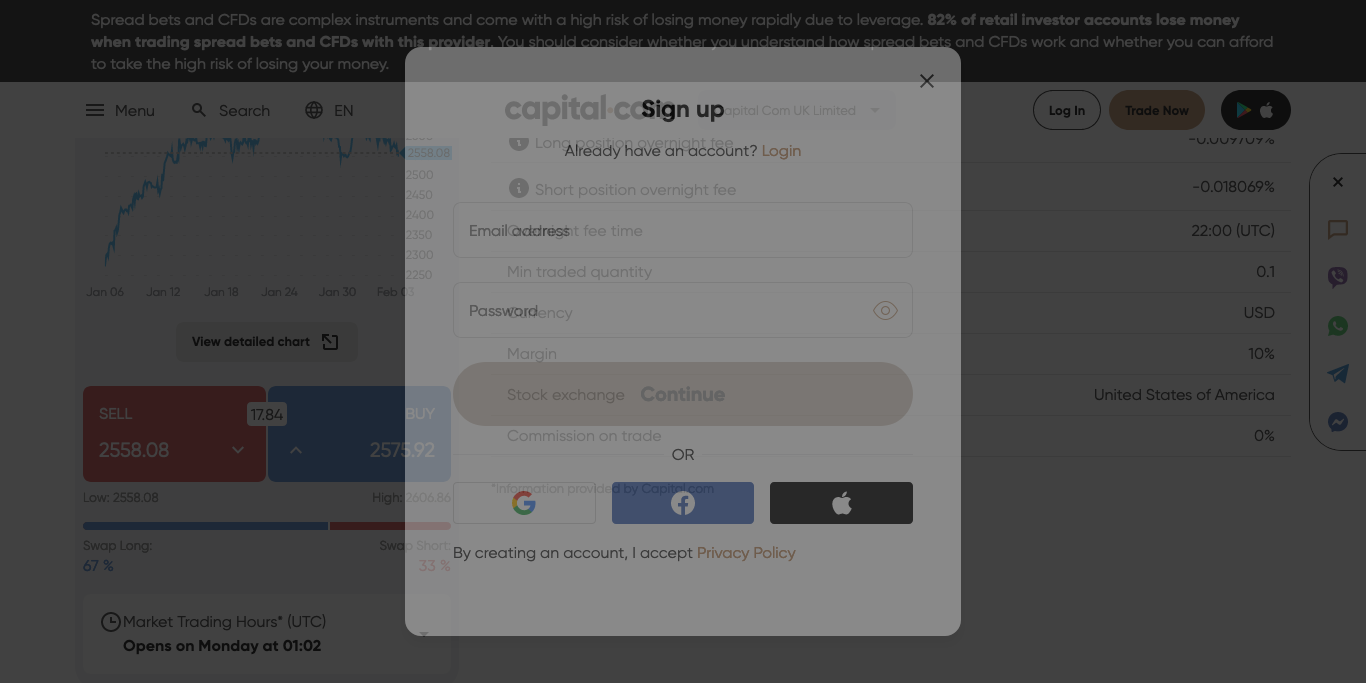 Spread bets and CFDs are complex instruments and come with a high risk of losing money rapidly due to leverage. 82% of retail investor accounts lose money
when trading spread bets and CFDs with this provider. You should consider whether you understand how spread bets and CFDs work and whether you can afford
to take the high risk of losing your money.
Menu
Search
EN
capital.com
Capital Com UK Limited
Log In
Trade Now
Sign up
Already have an account? Login
Long position overnight fee
-0.009709%
Short position overnight fee
-0.018069%
Overnight fee time
22:00 (UTC)
Min traded quantity
0.1
Currency
USD
Margin
10%
Stock exchange
United States of America
Commission on trade
0%
*Information provided by Capital.com
Email address
Password
Continue
OR
By creating an account, I accept Privacy Policy
2558.08
2500
2450
2400
2350
2300
2250
Jan 06
Jan 12
Jan 18
Jan 24
Jan 30
Feb 03
View detailed chart
SELL
17.84
BUY
2558.08
2575.92
Low: 2558.08
High: 2606.86
Swap Long:
Swap Short:
67 %
33 %
Market Trading Hours* (UTC)
Opens on Monday at 01:02